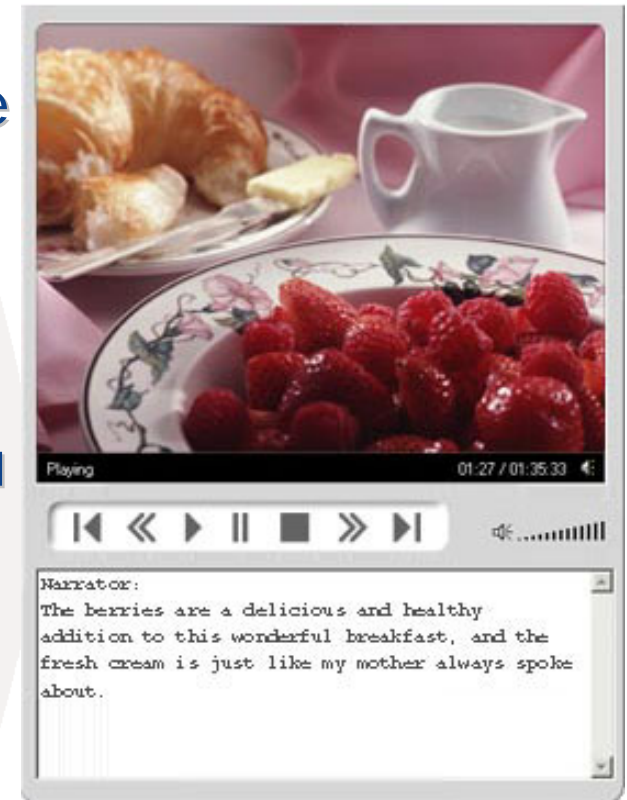 e
Playing 01:27 / 01:35:33
Narrator:
The berries are a delicious and healthy
addition to this wonderful breakfast, and the
fresh cream is just like my mother always spoke
about.